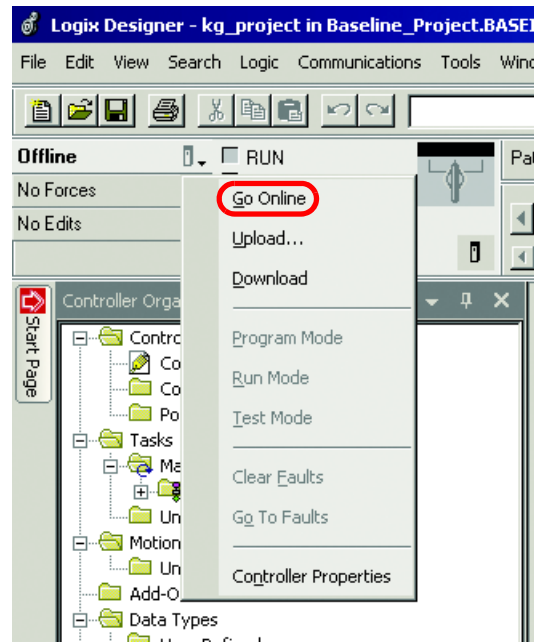 Logix Designer - kg_project in Baseline_Project.BASE
File Edit View Search Logic Communications Tools Wind
Offline RUN Pa
No Forces
No Edits
Go Online
Upload...
Download
Program Mode
Run Mode
Test Mode
Clear Faults
Go To Faults
Controller Properties
Start Page
Controller Orga
Contro
Co
Co
Po
Tasks
Ma
Un
Motion
Un
Add-O
Data Types